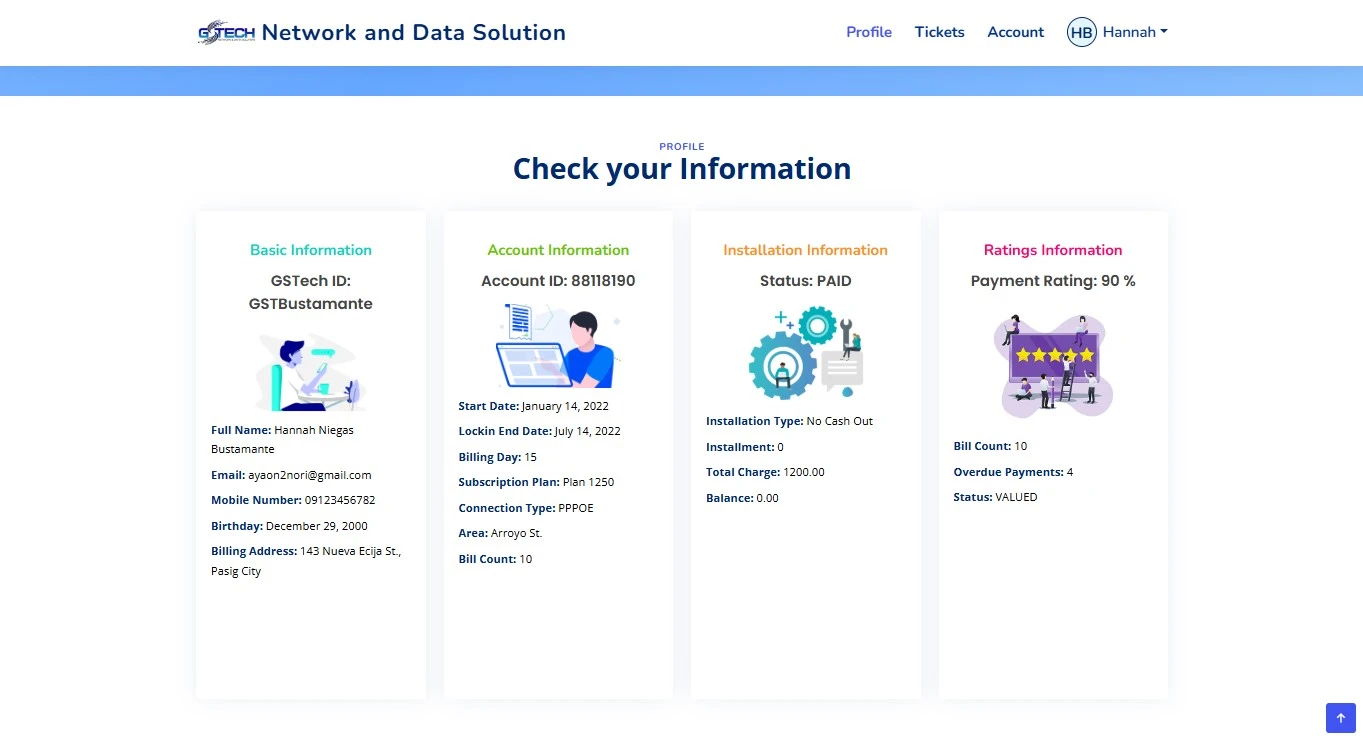 GSTECH Network and Data Solution
Profile Tickets Account HB Hannah
PROFILE
Check your Information
Basic Information
GSTech ID:
GSTBustamante
Full Name: Hannah Niegas
Bustamante
Email: ayaon2nori@gmail.com
Mobile Number: 09123456782
Birthday: December 29, 2000
Billing Address: 143 Nueva Ecija St.,
Pasig City
Account Information
Account ID: 88118190
Start Date: January 14, 2022
Lockin End Date: July 14, 2022
Billing Day: 15
Subscription Plan: Plan 1250
Connection Type: PPPOE
Area: Arroyo St.
Bill Count: 10
Installation Information
Status: PAID
Installation Type: No Cash Out
Installment: 0
Total Charge: 1200.00
Balance: 0.00
Ratings Information
Payment Rating: 90 %
Bill Count: 10
Overdue Payments: 4
Status: VALUED